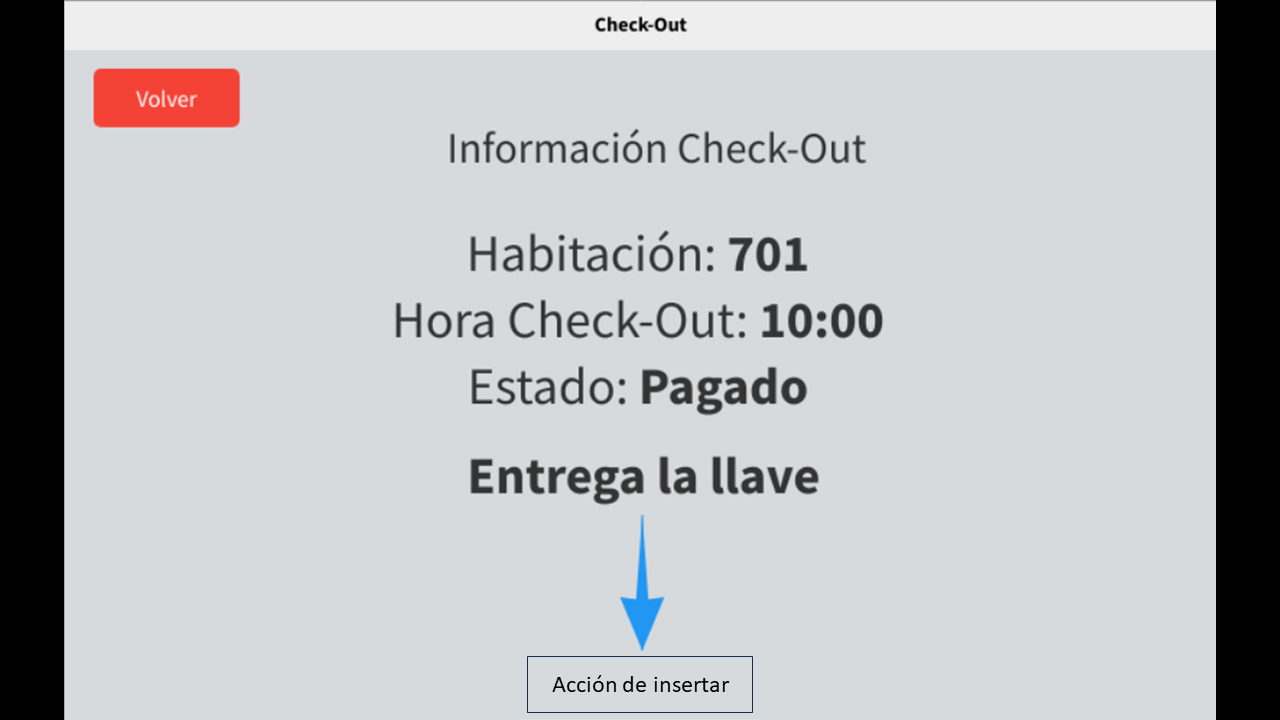 Check-Out
Volver
Información Check-Out
Habitación: 701
Hora Check-Out: 10:00
Estado: Pagado
Entrega la llave
Acción de insertar